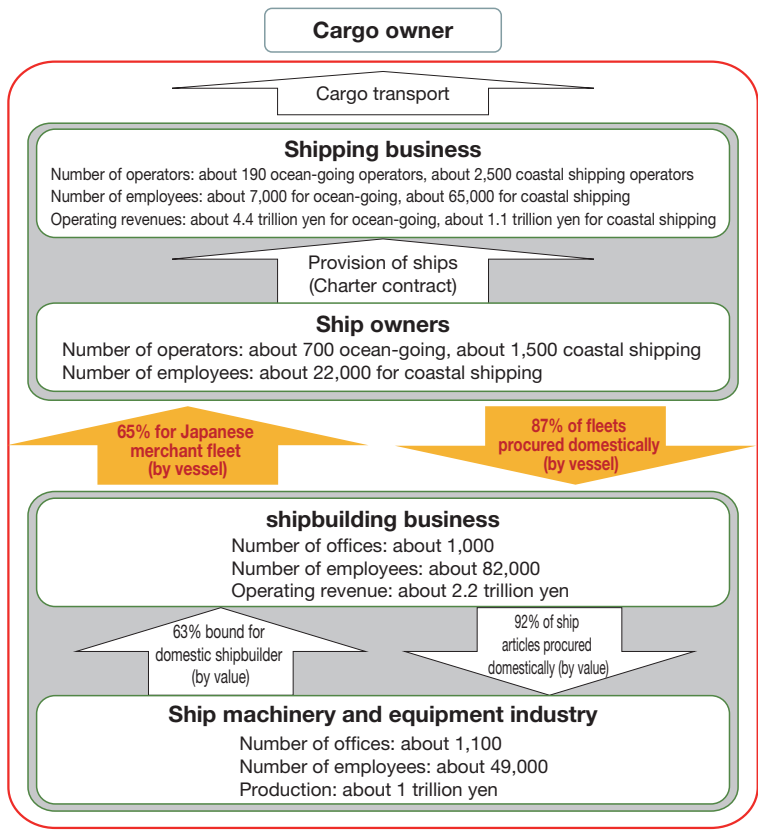 Cargo owner
Cargo transport
Shipping business
Number of operators: about 190 ocean-going operators, about 2,500 coastal shipping operators
Number of employees: about 7,000 for ocean-going, about 65,000 for coastal shipping
Operating revenues: about 4.4 trillion yen for ocean-going, about 1.1 trillion yen for coastal shipping
Provision of ships
(Charter contract)
Ship owners
Number of operators: about 700 ocean-going, about 1,500 coastal shipping
Number of employees: about 22,000 for coastal shipping
65% for Japanese
merchant fleet
(by vessel)
87% of fleets
procured domestically
(by vessel)
shipbuilding business
Number of offices: about 1,000
Number of employees: about 82,000
Operating revenue: about 2.2 trillion yen
63% bound for
domestic shipbuilder
(by value)
92% of ship
articles procured
domestically (by value)
Ship machinery and equipment industry
Number of offices: about 1,100
Number of employees: about 49,000
Production: about 1 trillion yen